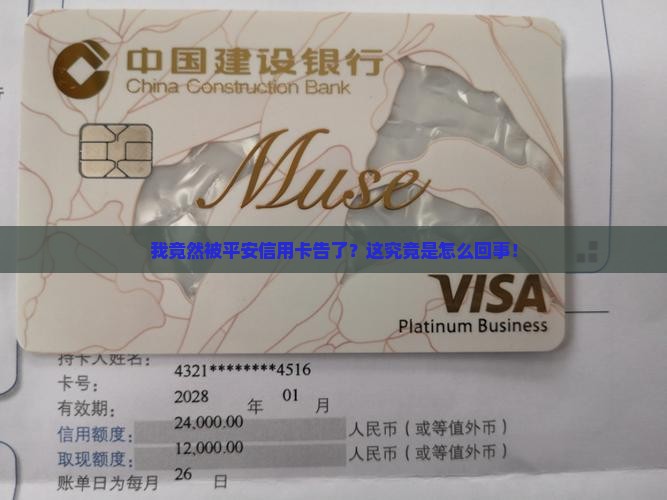 中国建设银行
China Construction Bank
Muse
我竟然被平安信用卡告了？这究竟是怎么回事！
VISA
Platinum Business
持卡人姓名：
卡号： 4321********4516
有效期： 2028 年 01 月
信用额度： 24,000.00 人民币（或等值外币）
取现额度： 12,000.00 人民币（或等值外币）
账单日为每月 26 日